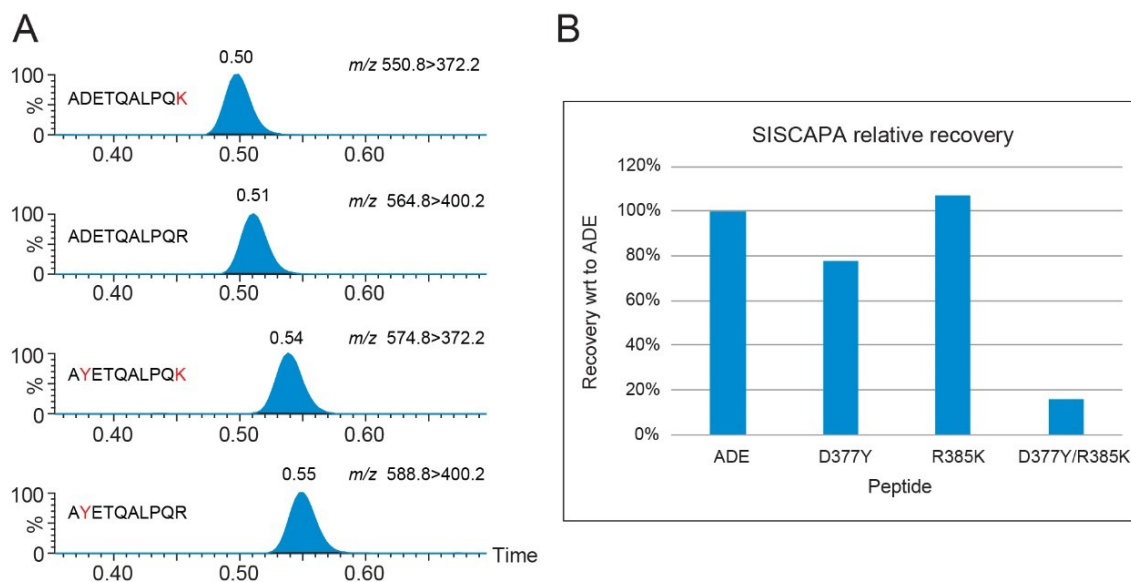 A
0.50
m/z 550.8>372.2
100
ADETQALPQK
%
0
0.40 0.50 0.60
0.51
m/z 564.8>400.2
100
ADETQALPQR
%
0
0.40 0.50 0.60
0.54
m/z 574.8>372.2
100
AYETQALPQK
%
0
0.40 0.50 0.60
0.55
m/z 588.8>400.2
100
AYETQALPQR
%
0
Time
0.40 0.50 0.60
B
SISCAPA relative recovery
120%
100%
80%
60%
40%
20%
0%
Recovery wrt to ADE
ADE D377Y R385K D377Y/R385K
Peptide